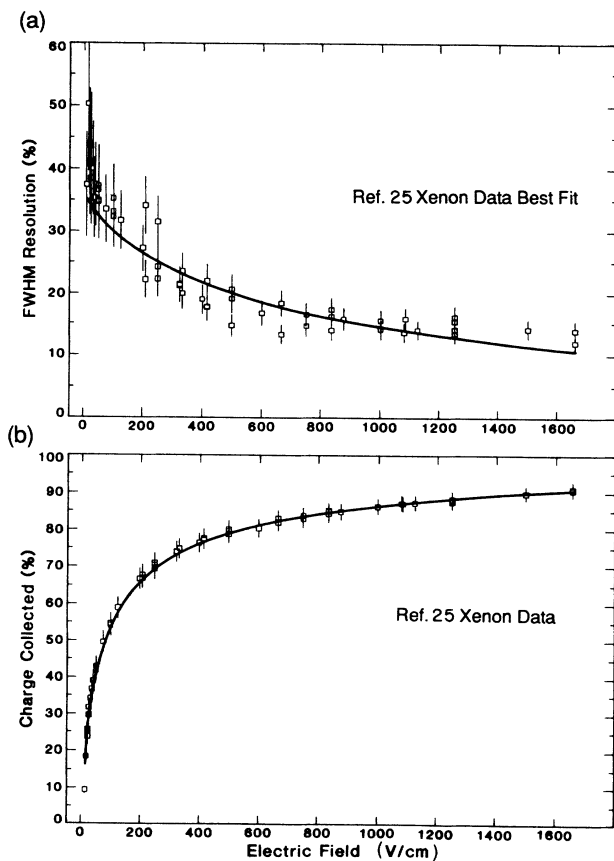 (a)
60
50
40
30
20
10
0
FWHM Resolution (%)
Ref. 25 Xenon Data Best Fit
0 200 400 600 800 1000 1200 1400 1600
(b)
100
90
80
70
60
50
40
30
20
10
0
Charge Collected (%)
Ref. 25 Xenon Data
0 200 400 600 800 1000 1200 1400 1600
Electric Field (V/cm)